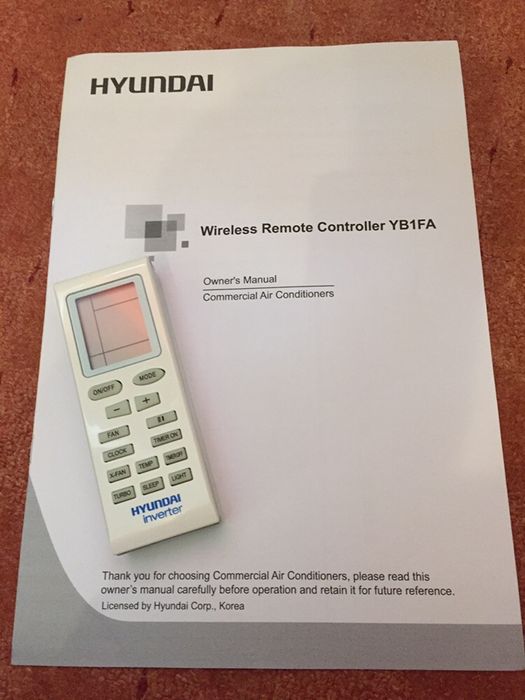 HYUNDAI
Wireless Remote Controller YB1FA
Owner's Manual
Commercial Air Conditioners
ON/OFF MODE
− +
FAN
CLOCK TIMER ON
X-FAN TEMP TIMER OFF
TURBO SLEEP LIGHT
HYUNDAI
inverter
Thank you for choosing Commercial Air Conditioners, please read this
owner's manual carefully before operation and retain it for future reference.
Licensed by Hyundai Corp., Korea